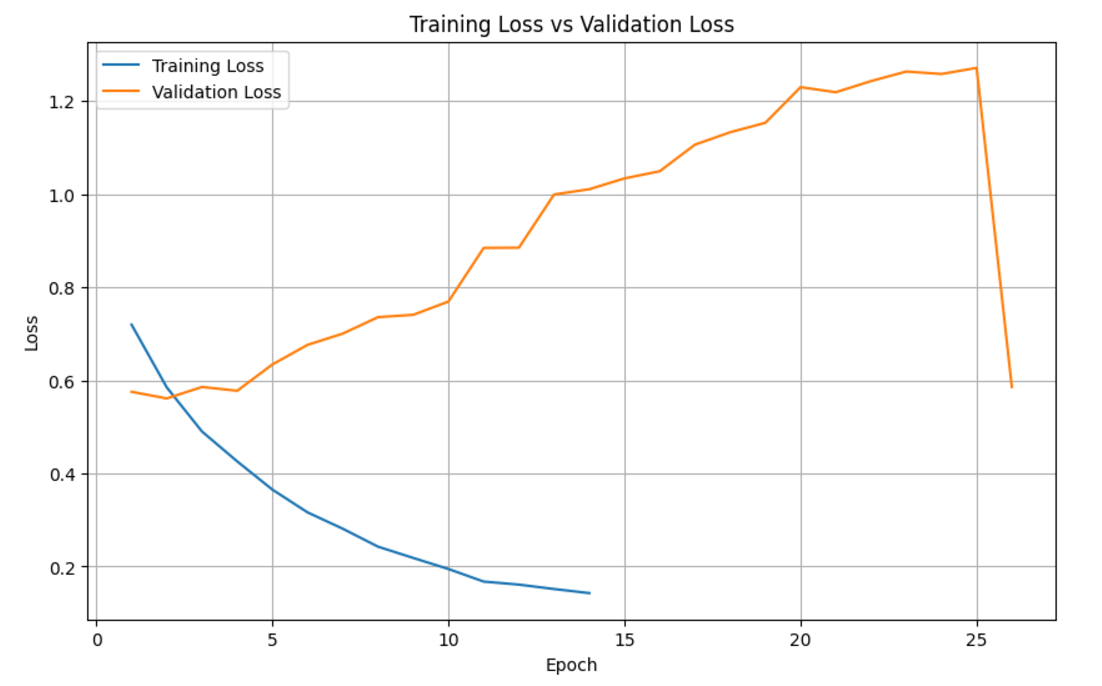 Training Loss vs Validation Loss
Training Loss
Validation Loss
1.2
1.0
0.8
0.6
0.4
0.2
Loss
0 5 10 15 20 25
Epoch